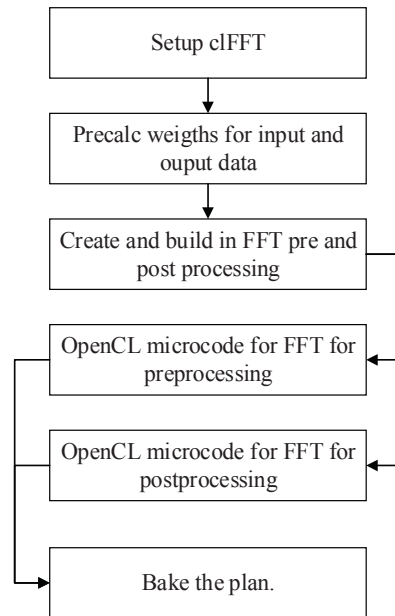 Setup clFFT
Precalc weigths for input and
ouput data
Create and build in FFT pre and
post processing
OpenCL microcode for FFT for
preprocessing
OpenCL microcode for FFT for
postprocessing
Bake the plan.